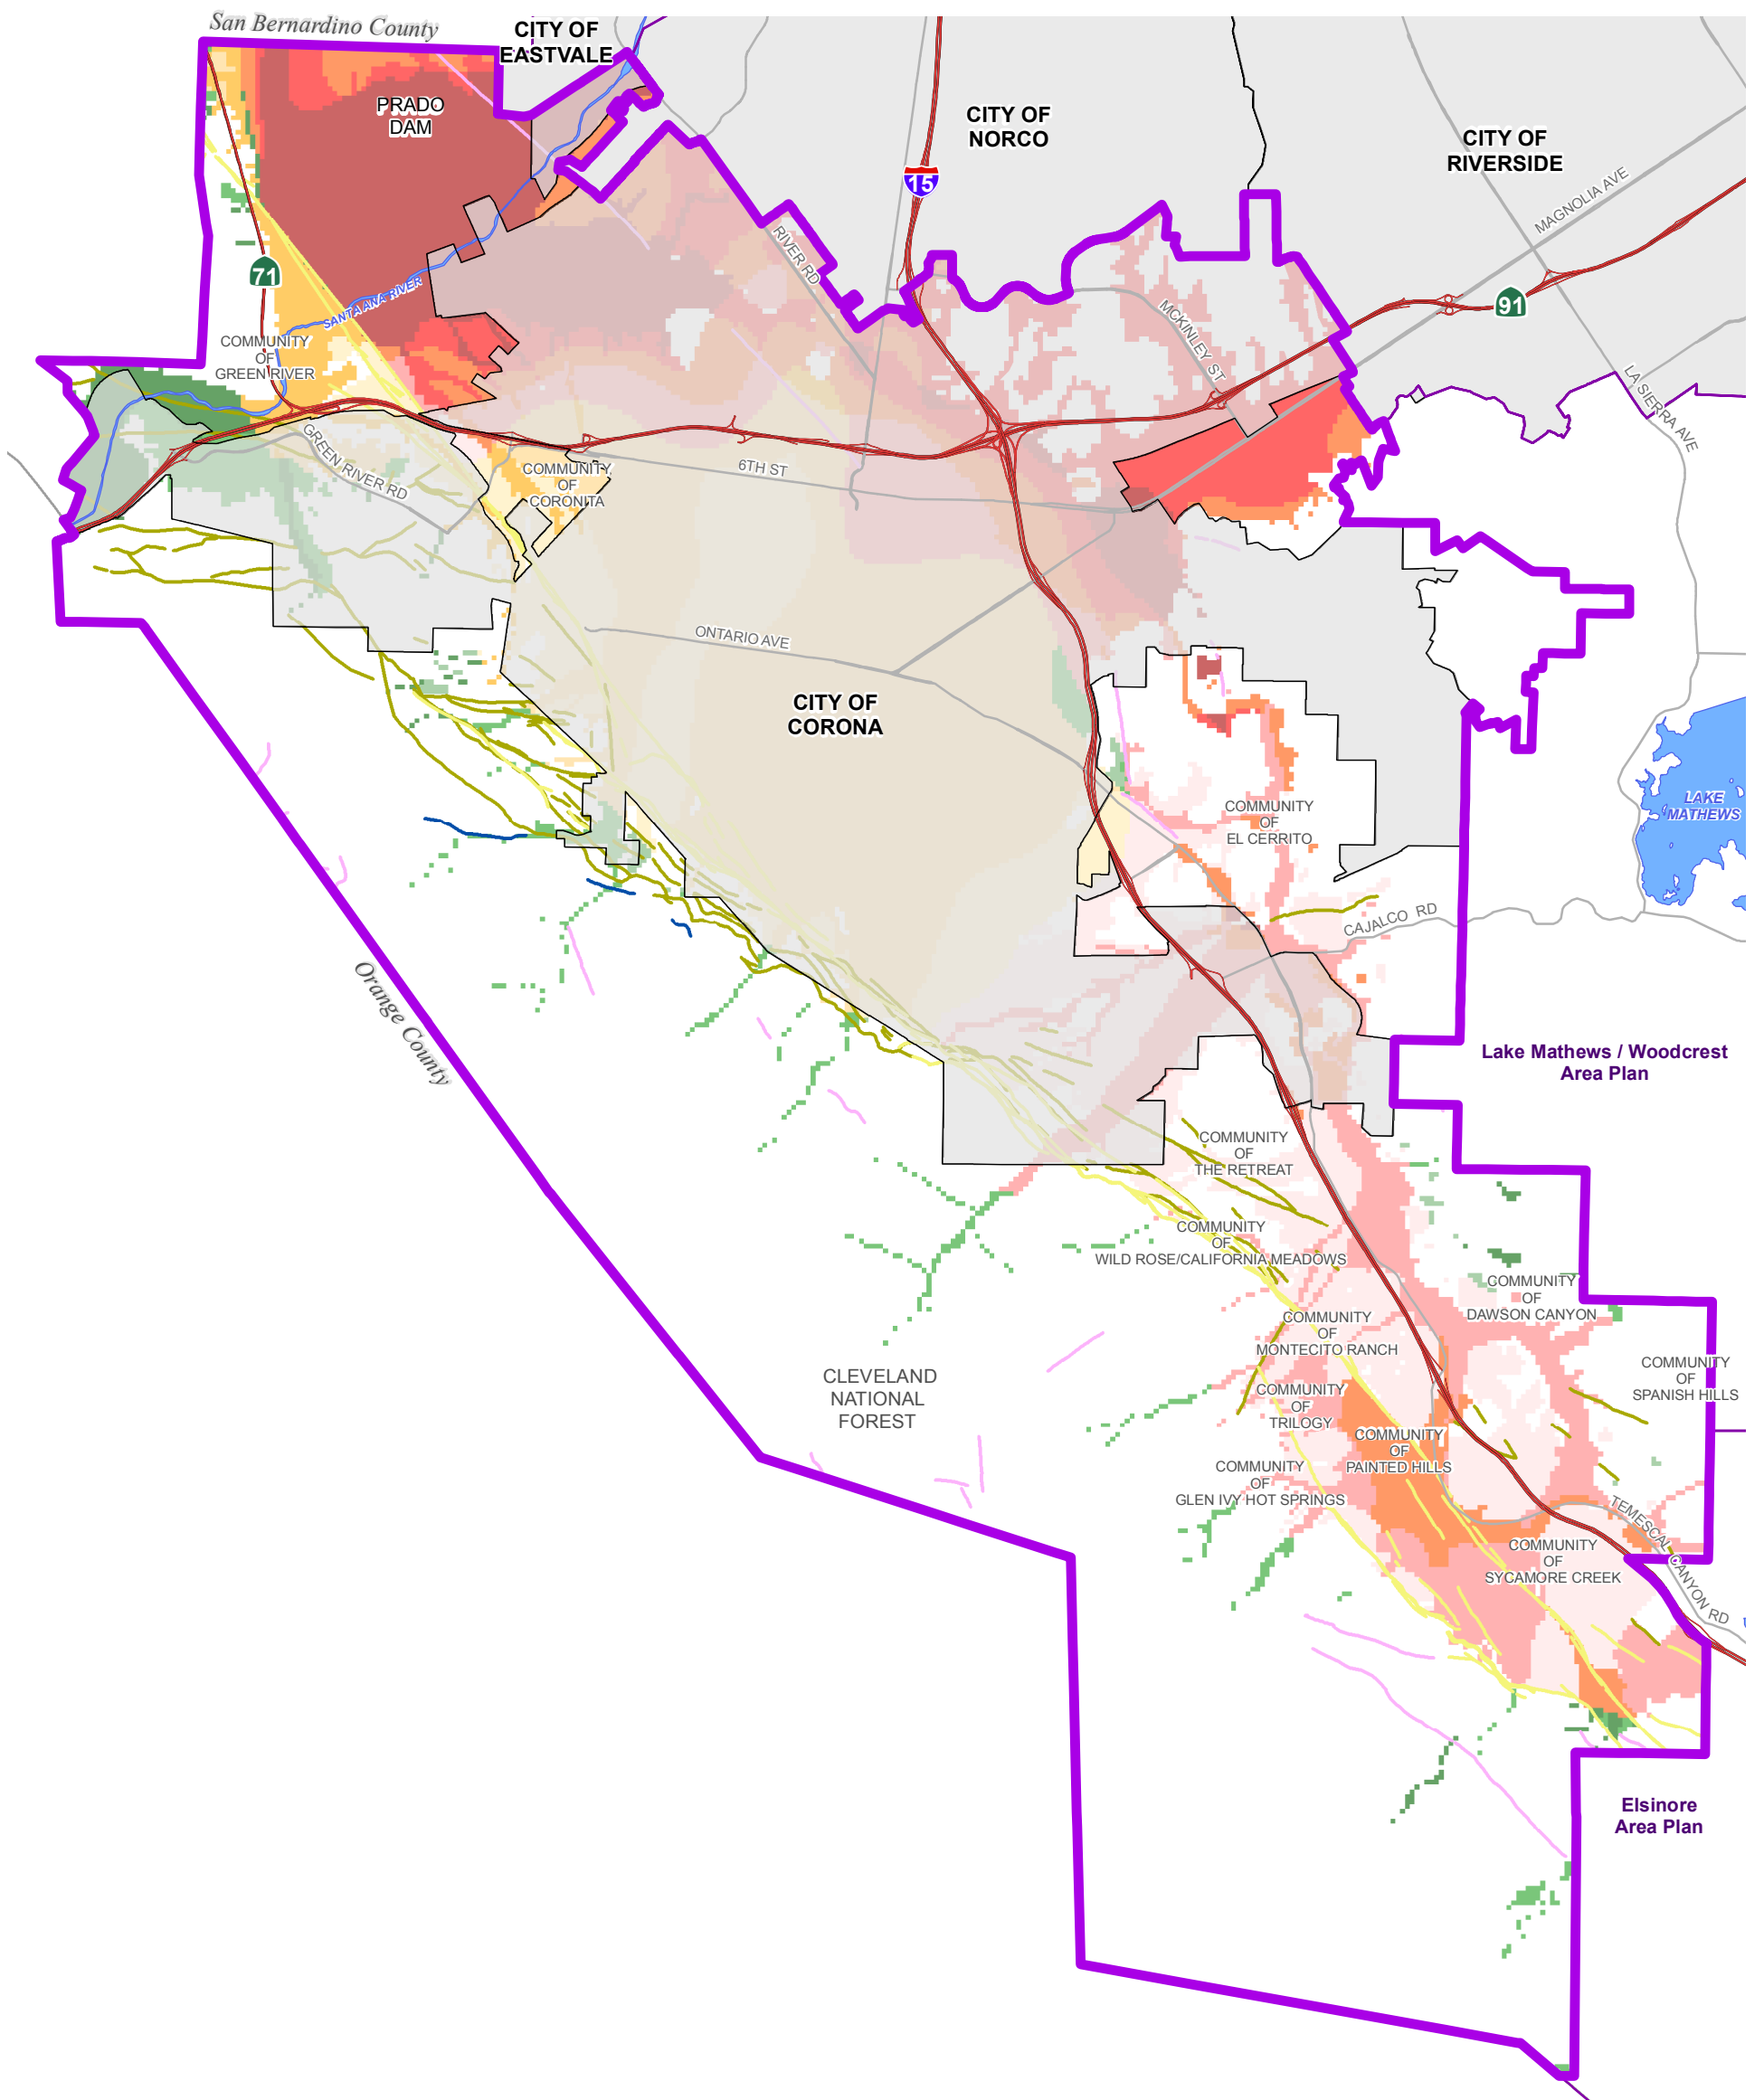 San Bernardino County
CITY OF
EASTVALE
PRADO
DAM
CITY OF
NORCO
CITY OF
RIVERSIDE
MAGNOLIA AVE
15
RIVER RD
71
SANTA ANA RIVER
91
MCKINLEY ST
COMMUNITY
OF
GREEN RIVER
LA SIERRA AVE
GREEN RIVER RD
6TH ST
COMMUNITY
OF
CORONITA
ONTARIO AVE
CITY OF
CORONA
COMMUNITY
OF
EL CERRITO
LAKE
MATHEWS
CAJALCO RD
Orange County
Lake Mathews / Woodcrest
Area Plan
COMMUNITY
OF
THE RETREAT
COMMUNITY
OF
WILD ROSE/CALIFORNIA MEADOWS
COMMUNITY
OF
DAWSON CANYON
COMMUNITY
OF
MONTECITO RANCH
COMMUNITY
OF
SPANISH HILLS
CLEVELAND
NATIONAL
FOREST
COMMUNITY
OF
TRILOGY
COMMUNITY
OF
PAINTED HILLS
COMMUNITY
OF
GLEN IVY HOT SPRINGS
TEMESCAL CANYON RD
COMMUNITY
OF
SYCAMORE CREEK
Elsinore
Area Plan